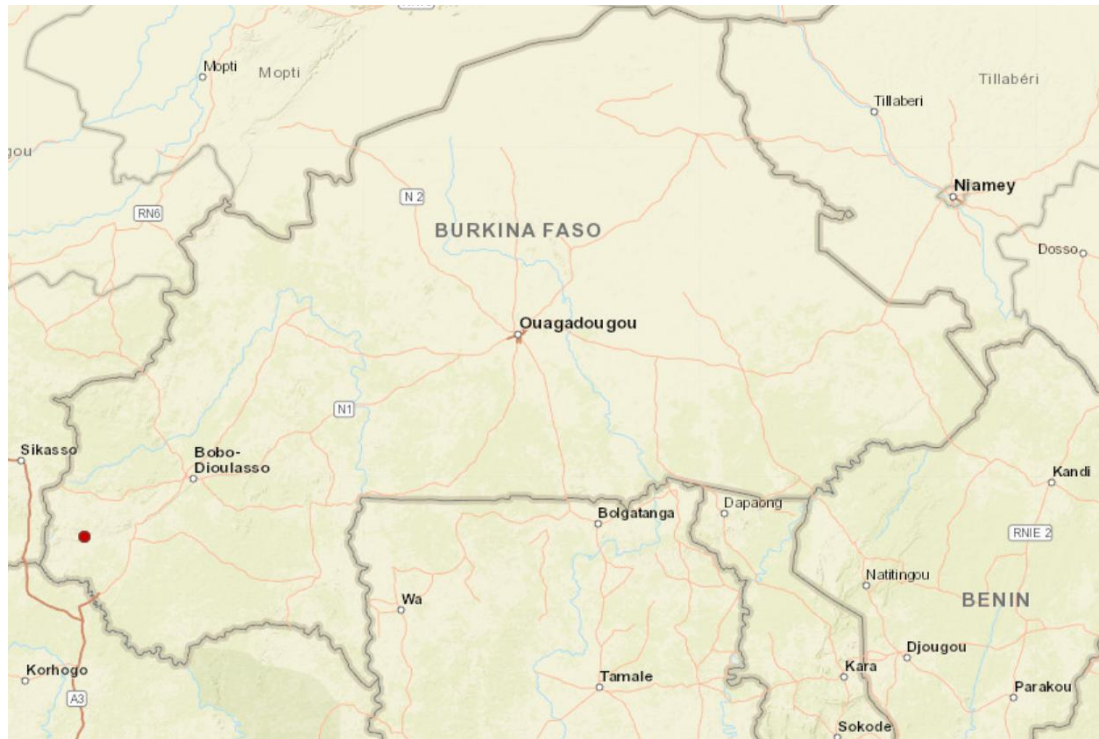 Mopti
Mopti
Tillabéri
Tillaberi
gou
Niamey
RN6
N 2
BURKINA FASO
Dosso
Ouagadougou
N1
Sikasso
Bobo-
Dioulasso
Kandi
Bolgatanga
Dapaong
RNIE 2
Natitingou
Wa
BENIN
Djougou
Korhogo
Kara
Tamale
Parakou
A3
Sokode